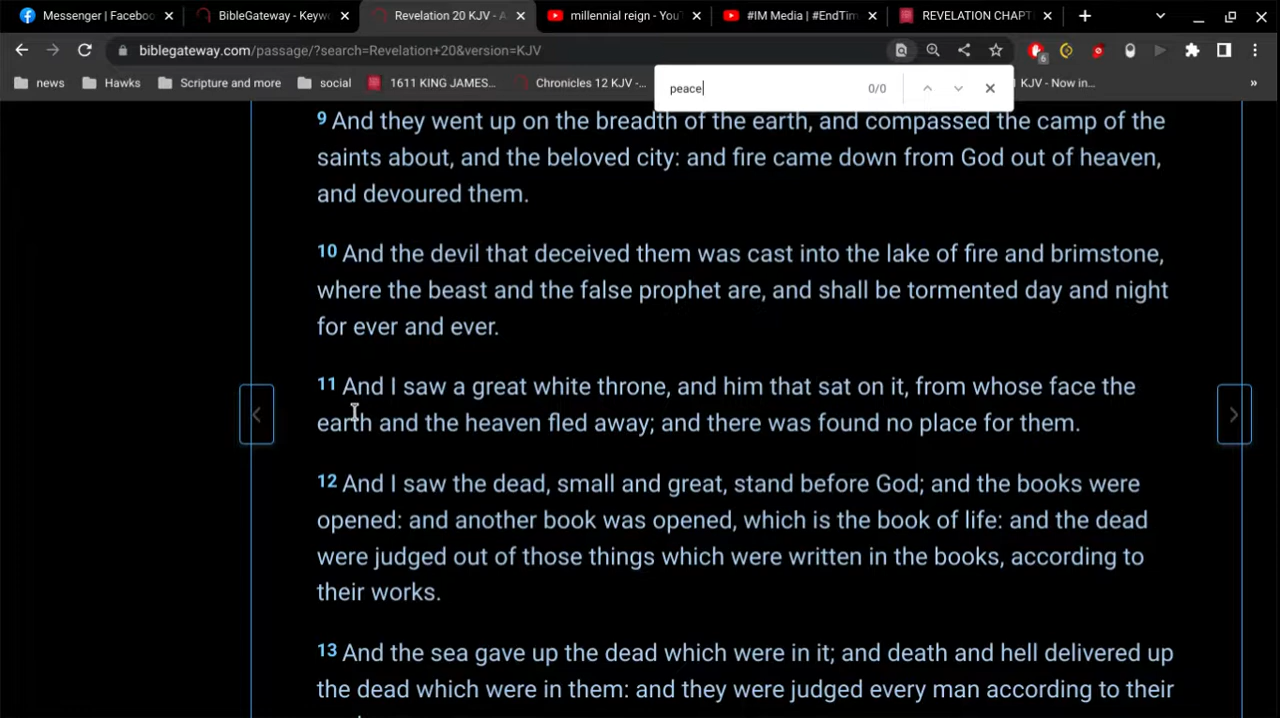 Messenger | Faceboo
BibleGateway - Keyw
Revelation 20 KJV - A
millennial reign - You
#IM Media | #EndTim
REVELATION CHAPT
biblegateway.com/passage/?search=Revelation+20&version=KJV
6
news
Hawks
Scripture and more
social
1611 KING JAMES...
Chronicles 12 KJV -...
KJV - Now in...
»
peace
0/0
9 And they went up on the breadth of the earth, and compassed the camp of the
saints about, and the beloved city: and fire came down from God out of heaven,
and devoured them.
10 And the devil that deceived them was cast into the lake of fire and brimstone,
where the beast and the false prophet are, and shall be tormented day and night
for ever and ever.
11 And I saw a great white throne, and him that sat on it, from whose face the
earth and the heaven fled away; and there was found no place for them.
12 And I saw the dead, small and great, stand before God; and the books were
opened: and another book was opened, which is the book of life: and the dead
were judged out of those things which were written in the books, according to
their works.
13 And the sea gave up the dead which were in it; and death and hell delivered up
the dead which were in them: and they were judged every man according to their